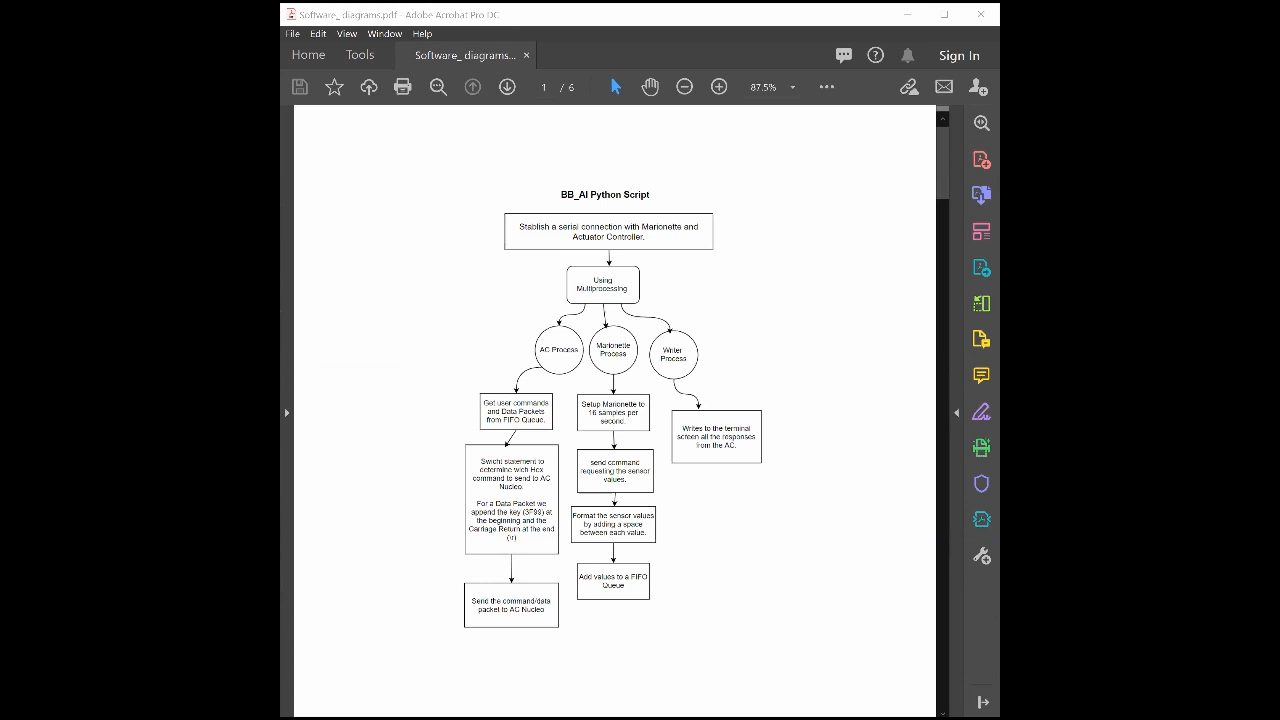 Software_ diagrams.pdf - Adobe Acrobat Pro DC
File Edit View Window Help
Home Tools Software_ diagrams... × Sign In
1 / 6 87.5%
BB_AI Python Script
Stablish a serial connection with Marionette and
Actuator Controller.
Using
Multiprocessing
AC Process
Marionette
Process
Writer
Process
Get user commands
and Data Packets
from FIFO Queue.
Setup Marionette to
16 samples per
second.
Writes to the terminal
screen all the responses
from the AC.
Swicht statement to
determine wich Hex
command to send to AC
Nucleo.
For a Data Packet we
append the key (3F99) at
the beginning and the
Carriage Return at the end
(\r)
send command
requesting the sensor
values.
Format the sensor values
by adding a space
between each value.
Add values to a FIFO
Queue
Send the command/data
packet to AC Nucleo